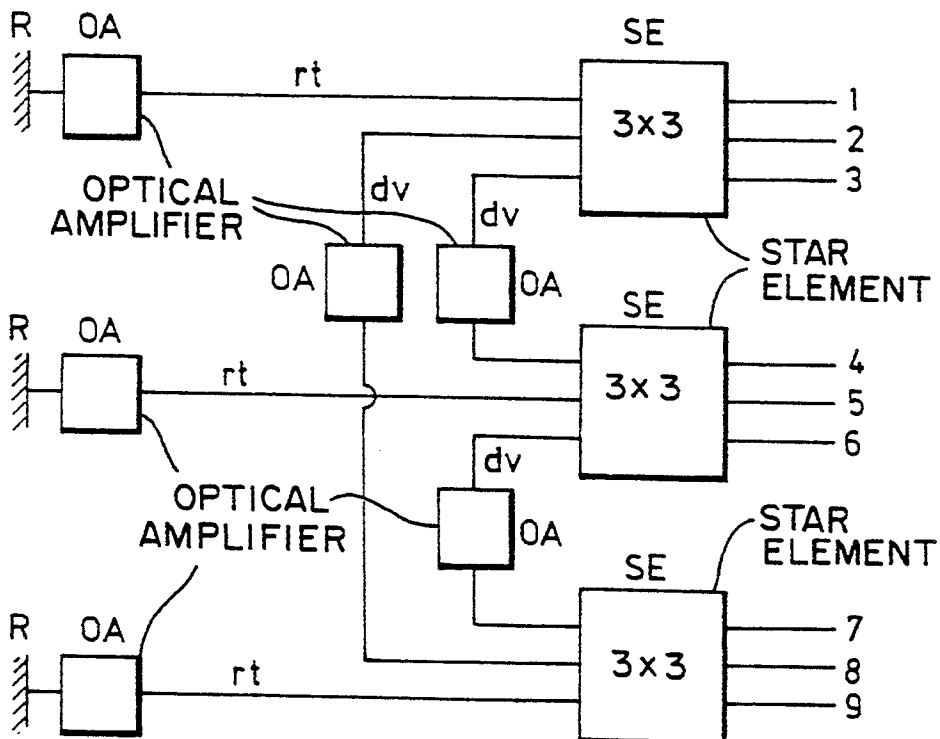 R
OA
rt
SE
3x3
1
2
3
OPTICAL
AMPLIFIER
dv
dv
OA
OA
STAR
ELEMENT
R
OA
rt
SE
3x3
4
5
6
dv
OPTICAL
AMPLIFIER
OA
STAR
ELEMENT
R
OA
rt
SE
3x3
7
8
9